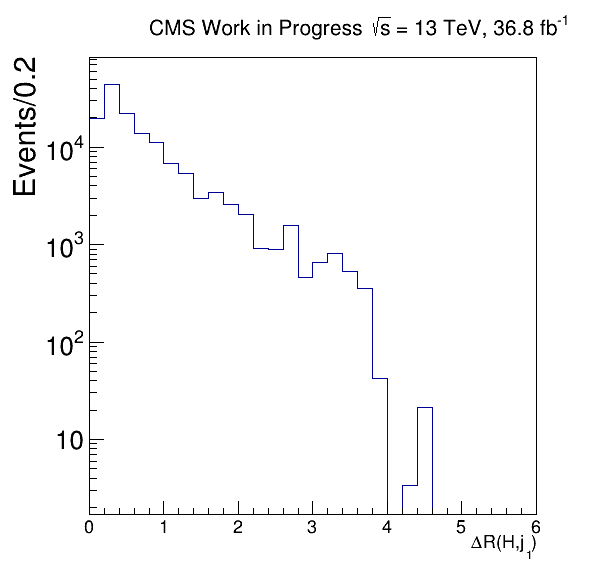 CMS Work in Progress √s = 13 TeV, 36.8 fb⁻¹
Events/0.2
10⁴
10³
10²
10
0 1 2 3 4 5 6
ΔR(H,j₁)